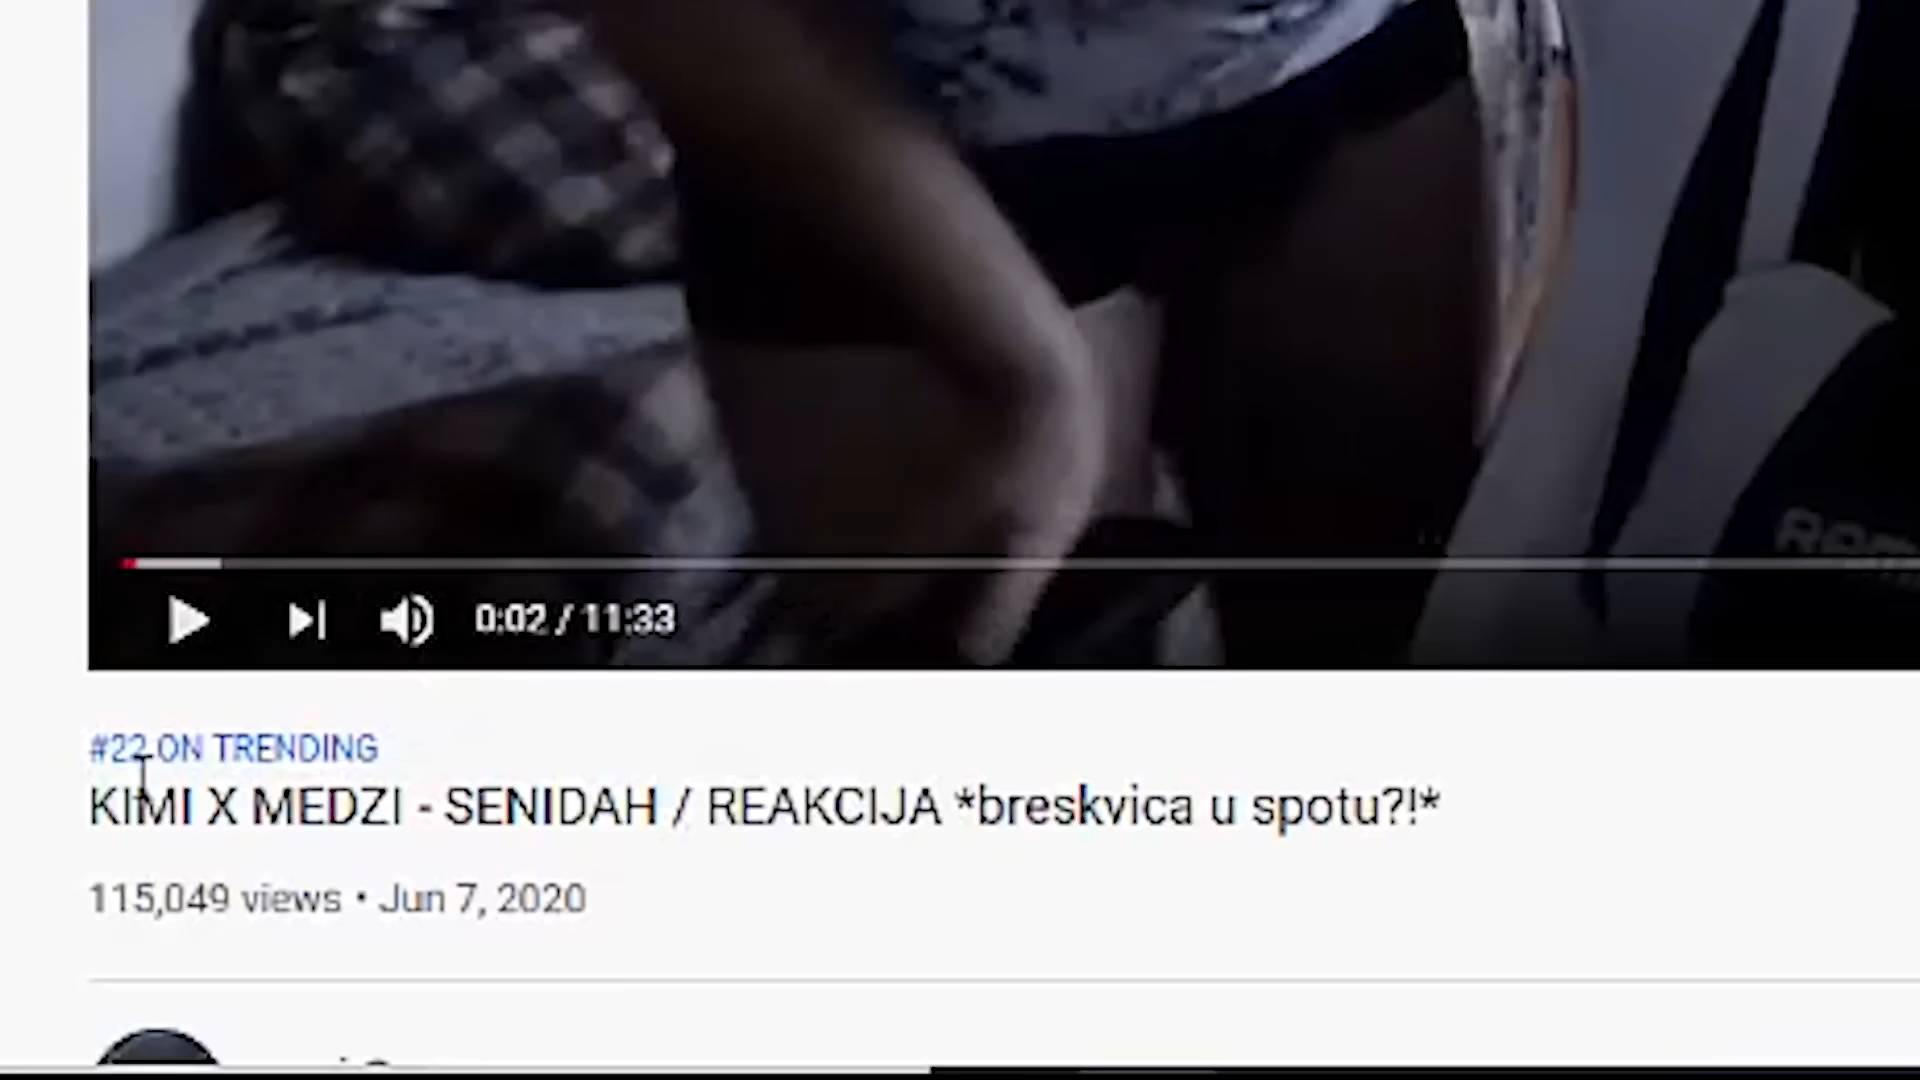 0:02 / 11:33
#22 ON TRENDING
KIMI X MEDZI - SENIDAH / REAKCIJA *breskvica u spotu?!*
115,049 views • Jun 7, 2020